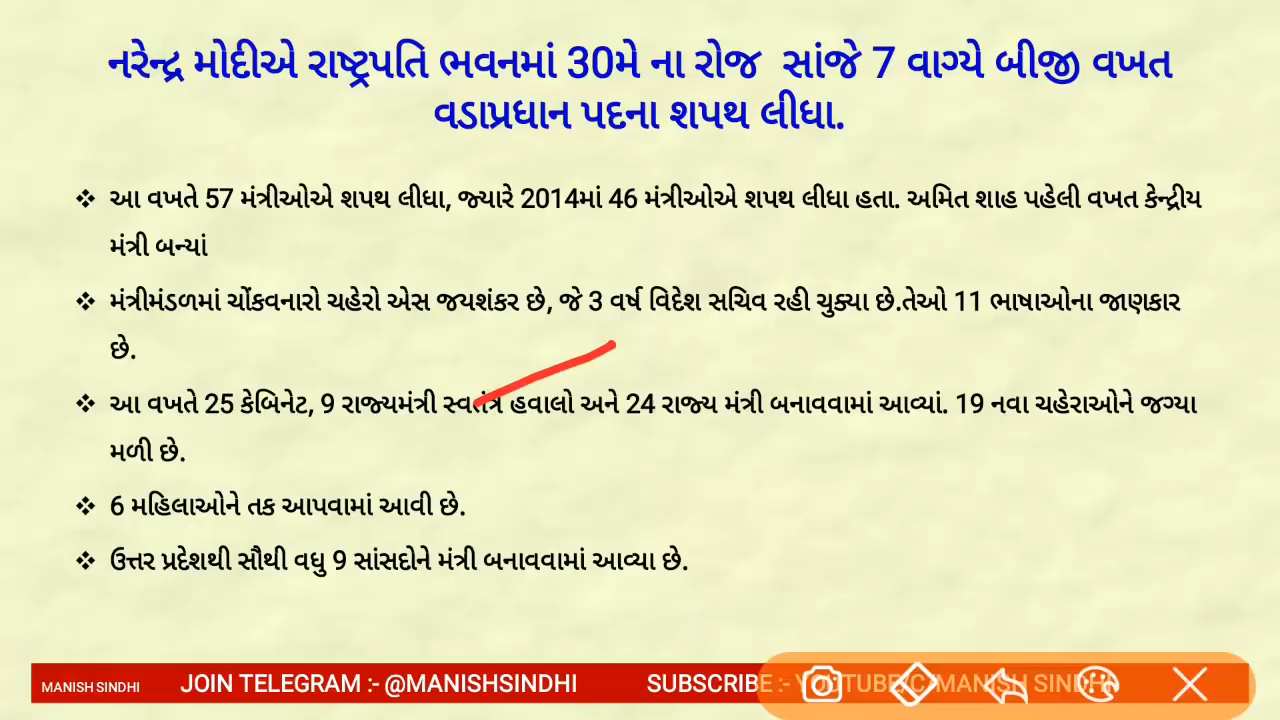 નરેન્દ્ર મોદીએ રાષ્ટ્રપતિ ભવનમાં 30મે ના રોજ સાંજે 7 વાગ્યે બીજી વખત
વડાપ્રધાન પદના શપથ લીધા.
❖ આ વખતે 57 મંત્રીઓએ શપથ લીધા, જ્યારે 2014માં 46 મંત્રીઓએ શપથ લીધા હતા. અમિત શાહ પહેલી વખત કેન્દ્રીય
મંત્રી બન્યાં
❖ મંત્રીમંડળમાં ચોંકવનારો ચહેરો એસ જયશંકર છે, જે 3 વર્ષ વિદેશ સચિવ રહી ચુક્યા છે.તેઓ 11 ભાષાઓના જાણકાર
છે.
❖ આ વખતે 25 કેબિનેટ, 9 રાજ્યમંત્રી સ્વતંત્ર હવાલો અને 24 રાજ્ય મંત્રી બનાવવામાં આવ્યાં. 19 નવા ચહેરાઓને જગ્યા
મળી છે.
❖ 6 મહિલાઓને તક આપવામાં આવી છે.
❖ ઉત્તર પ્રદેશથી સૌથી વધુ 9 સાંસદોને મંત્રી બનાવવામાં આવ્યા છે.
MANISH SINDHI JOIN TELEGRAM :- @MANISHSINDHI SUBSCRIBE :- YOUTUBE/C/MANISH SINDHI